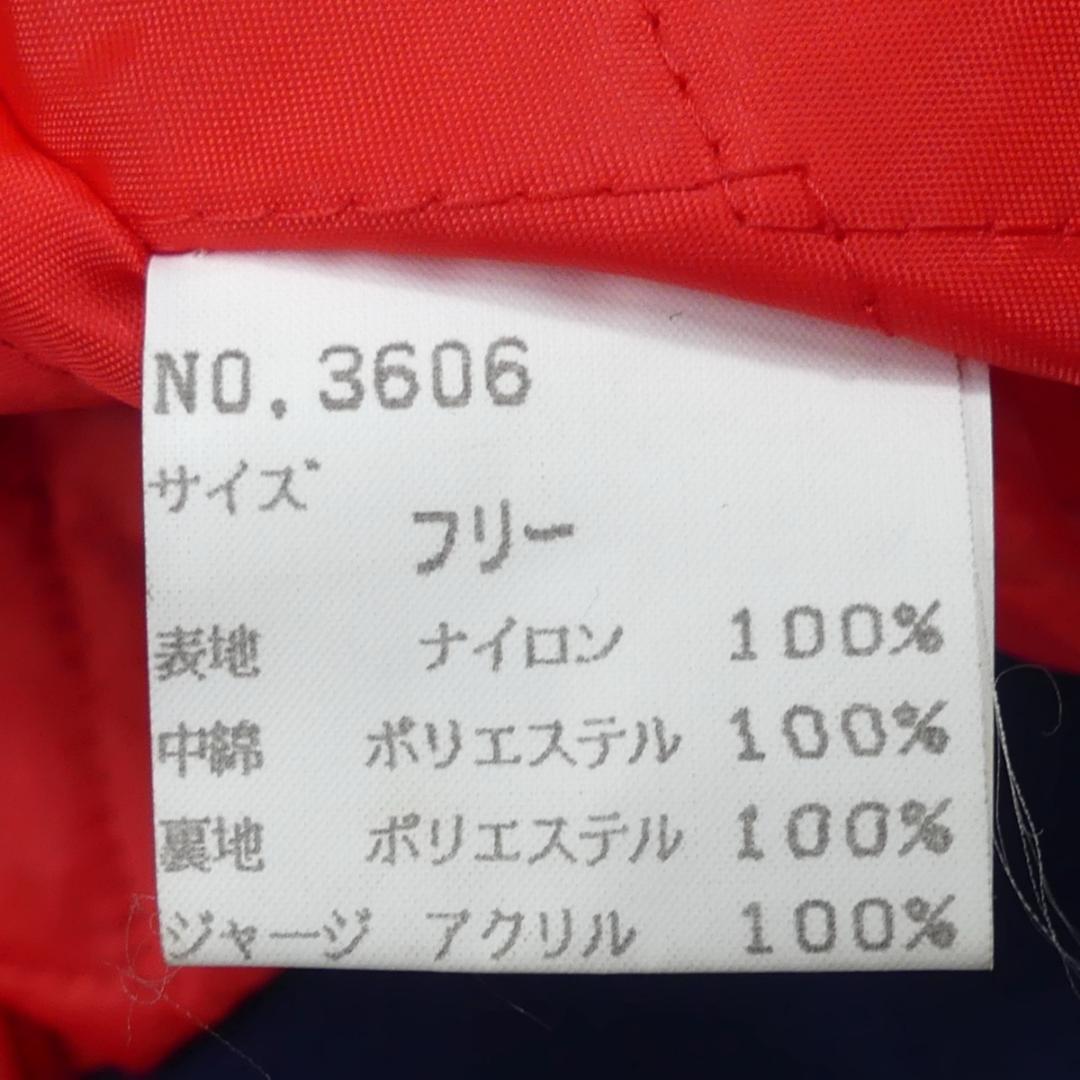 NO.3606
サイズ
フリー
表地 ナイロン 100%
中綿 ポリエステル 100%
裏地 ポリエステル 100%
ジャージ アクリル 100%